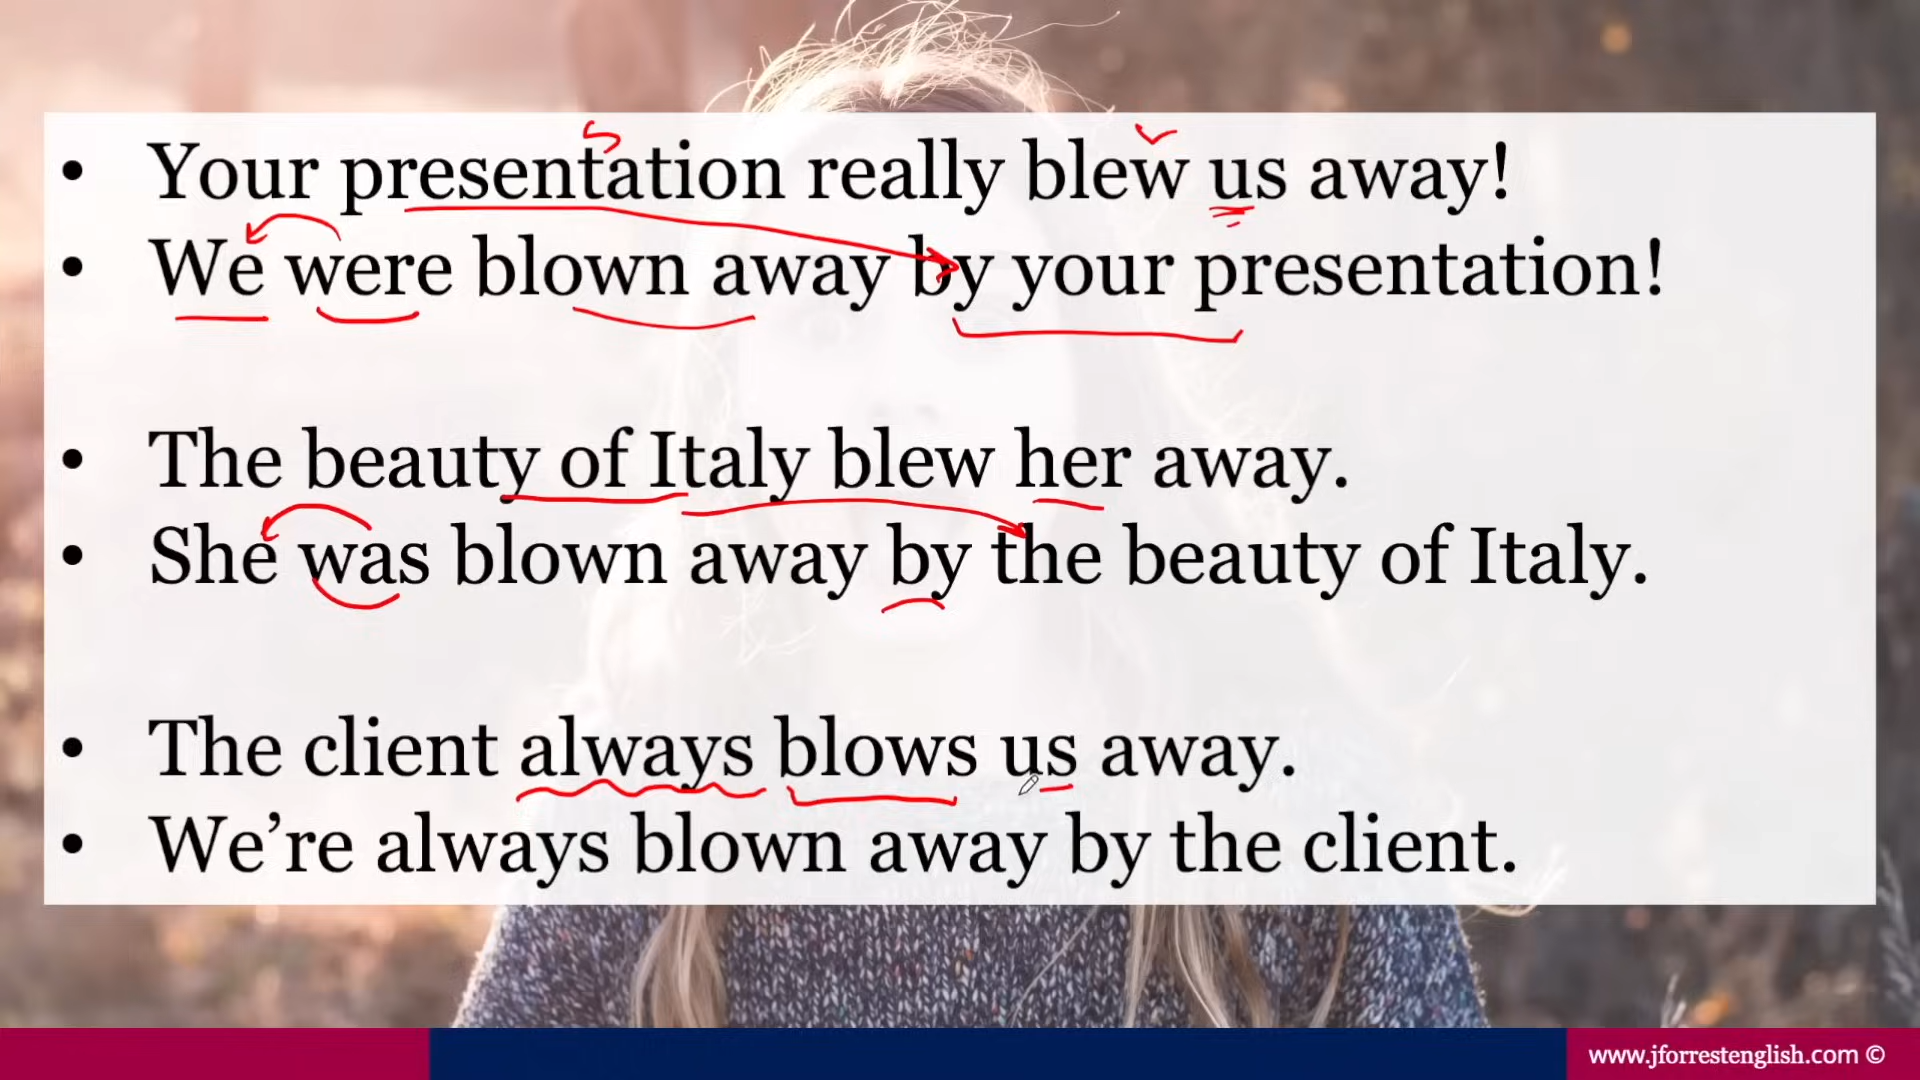 • Your presentation really blew us away!
• We were blown away by your presentation!
• The beauty of Italy blew her away.
• She was blown away by the beauty of Italy.
• The client always blows us away.
• We’re always blown away by the client.
www.jforrestenglish.com ©